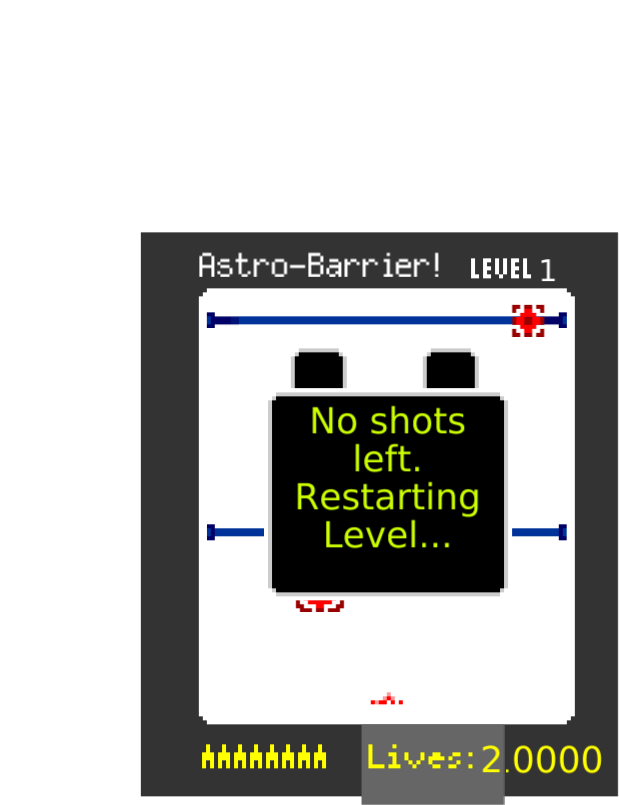 Astro-Barrier! LEVEL 1
No shots
left.
Restarting
Level...
Lives:2.0000